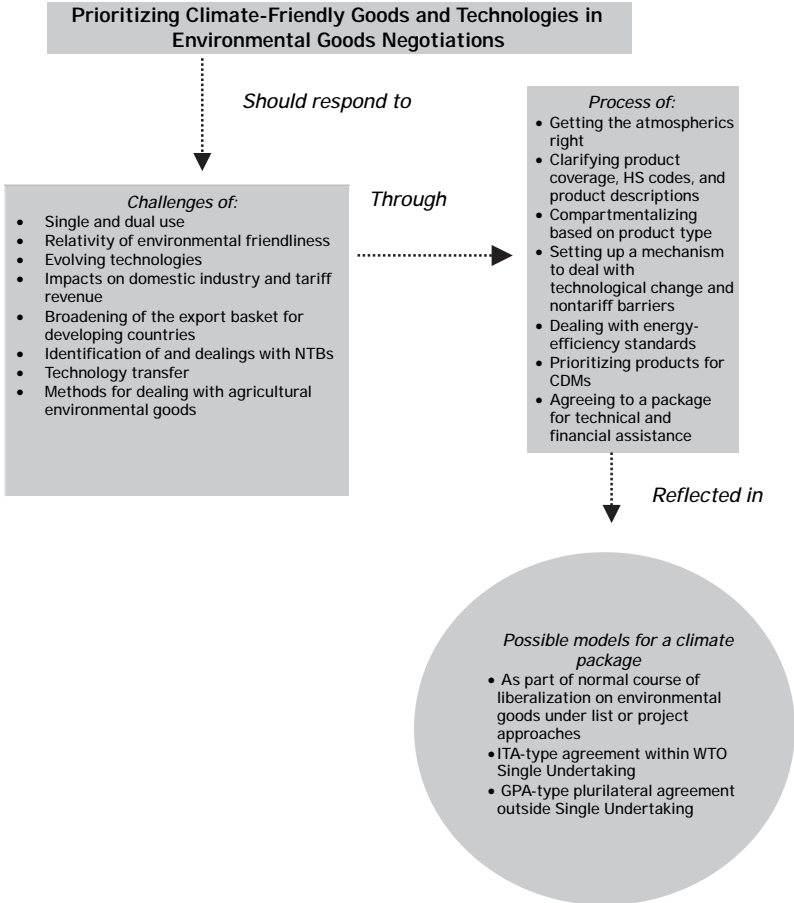 Prioritizing Climate-Friendly Goods and Technologies in
Environmental Goods Negotiations
Should respond to
Challenges of:
• Single and dual use
• Relativity of environmental friendliness
• Evolving technologies
• Impacts on domestic industry and tariff
revenue
• Broadening of the export basket for
developing countries
• Identification of and dealings with NTBs
• Technology transfer
• Methods for dealing with agricultural
environmental goods
Through
Process of:
• Getting the atmospherics
right
• Clarifying product
coverage, HS codes, and
product descriptions
• Compartmentalizing
based on product type
• Setting up a mechanism
to deal with
technological change and
nontariff barriers
• Dealing with energy-
efficiency standards
• Prioritizing products for
CDMs
• Agreeing to a package
for technical and
financial assistance
Reflected in
Possible models for a climate
package
• As part of normal course of
liberalization on environmental
goods under list or project
approaches
• ITA-type agreement within WTO
Single Undertaking
• GPA-type plurilateral agreement
outside Single Undertaking